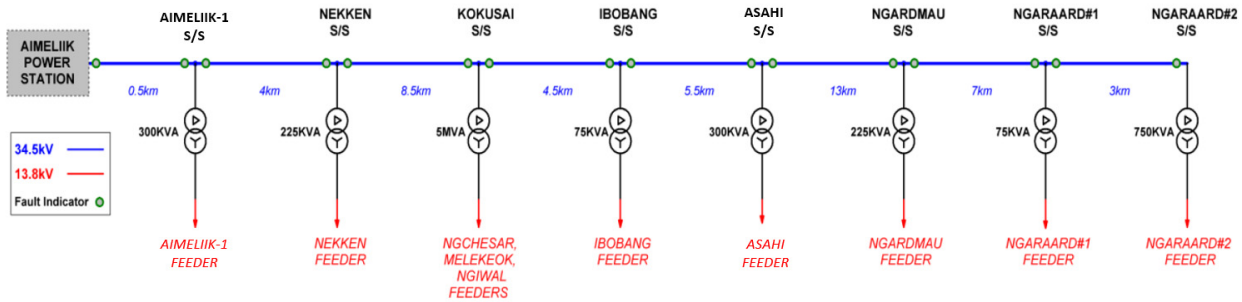 AIMELIIK
POWER
STATION
AIMELIIK-1
S/S
NEKKEN
S/S
KOKUSAI
S/S
IBOBANG
S/S
ASAHI
S/S
NGARDMAU
S/S
NGARAARD#1
S/S
NGARAARD#2
S/S
0.5km
4km
8.5km
4.5km
5.5km
13km
7km
3km
300KVA
225KVA
5MVA
75KVA
300KVA
225KVA
75KVA
750KVA
34.5kV
13.8kV
Fault Indicator
AIMELIIK-1
FEEDER
NEKKEN
FEEDER
NGCHESAR,
MELEKEOK,
NGIWAL
FEEDERS
IBOBANG
FEEDER
ASAHI
FEEDER
NGARDMAU
FEEDER
NGARAARD#1
FEEDER
NGARAARD#2
FEEDER